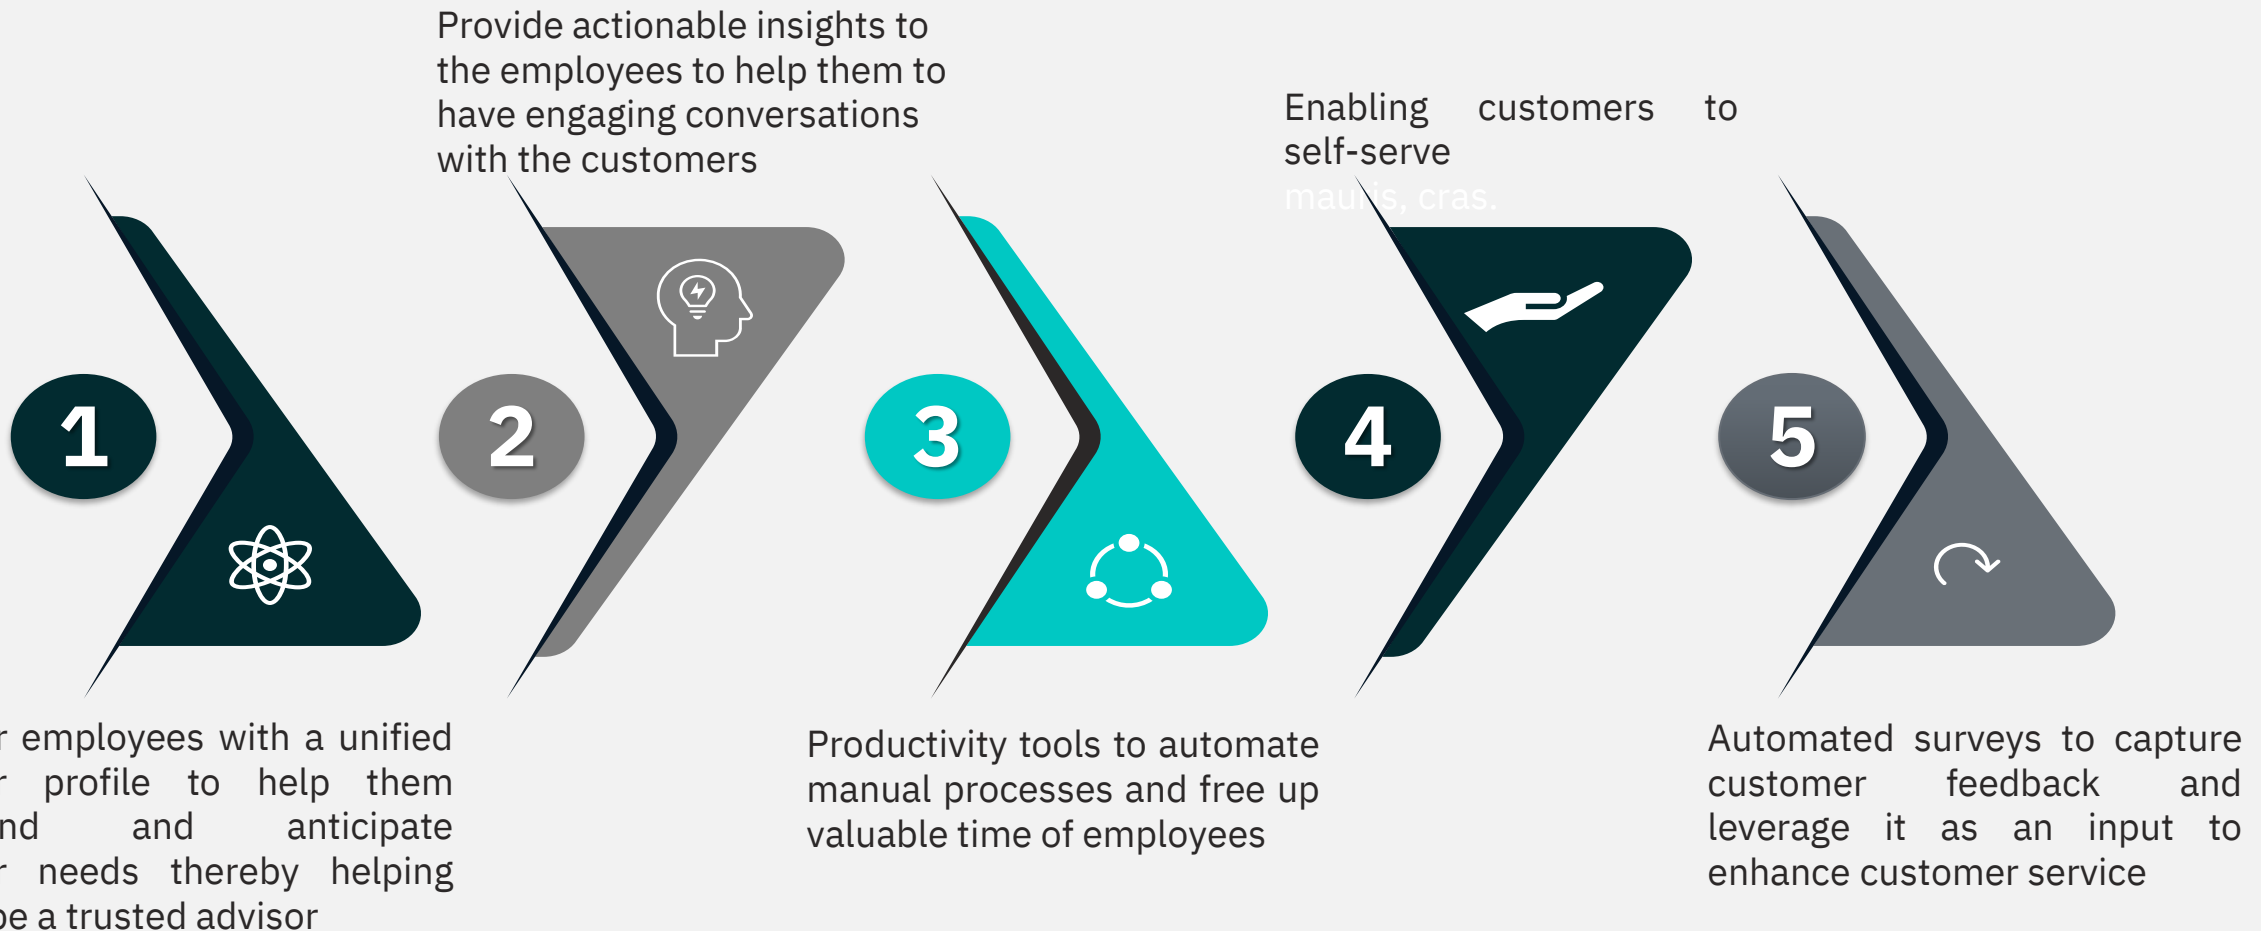 Provide actionable insights to
the employees to help them to
have engaging conversations
with the customers
Enabling customers to
self-serve
mauris, cras.
1
2
3
4
5
employees with a unified
profile to help them
and anticipate
needs thereby helping
be a trusted advisor
Productivity tools to automate
manual processes and free up
valuable time of employees
Automated surveys to capture
customer feedback and
leverage it as an input to
enhance customer service